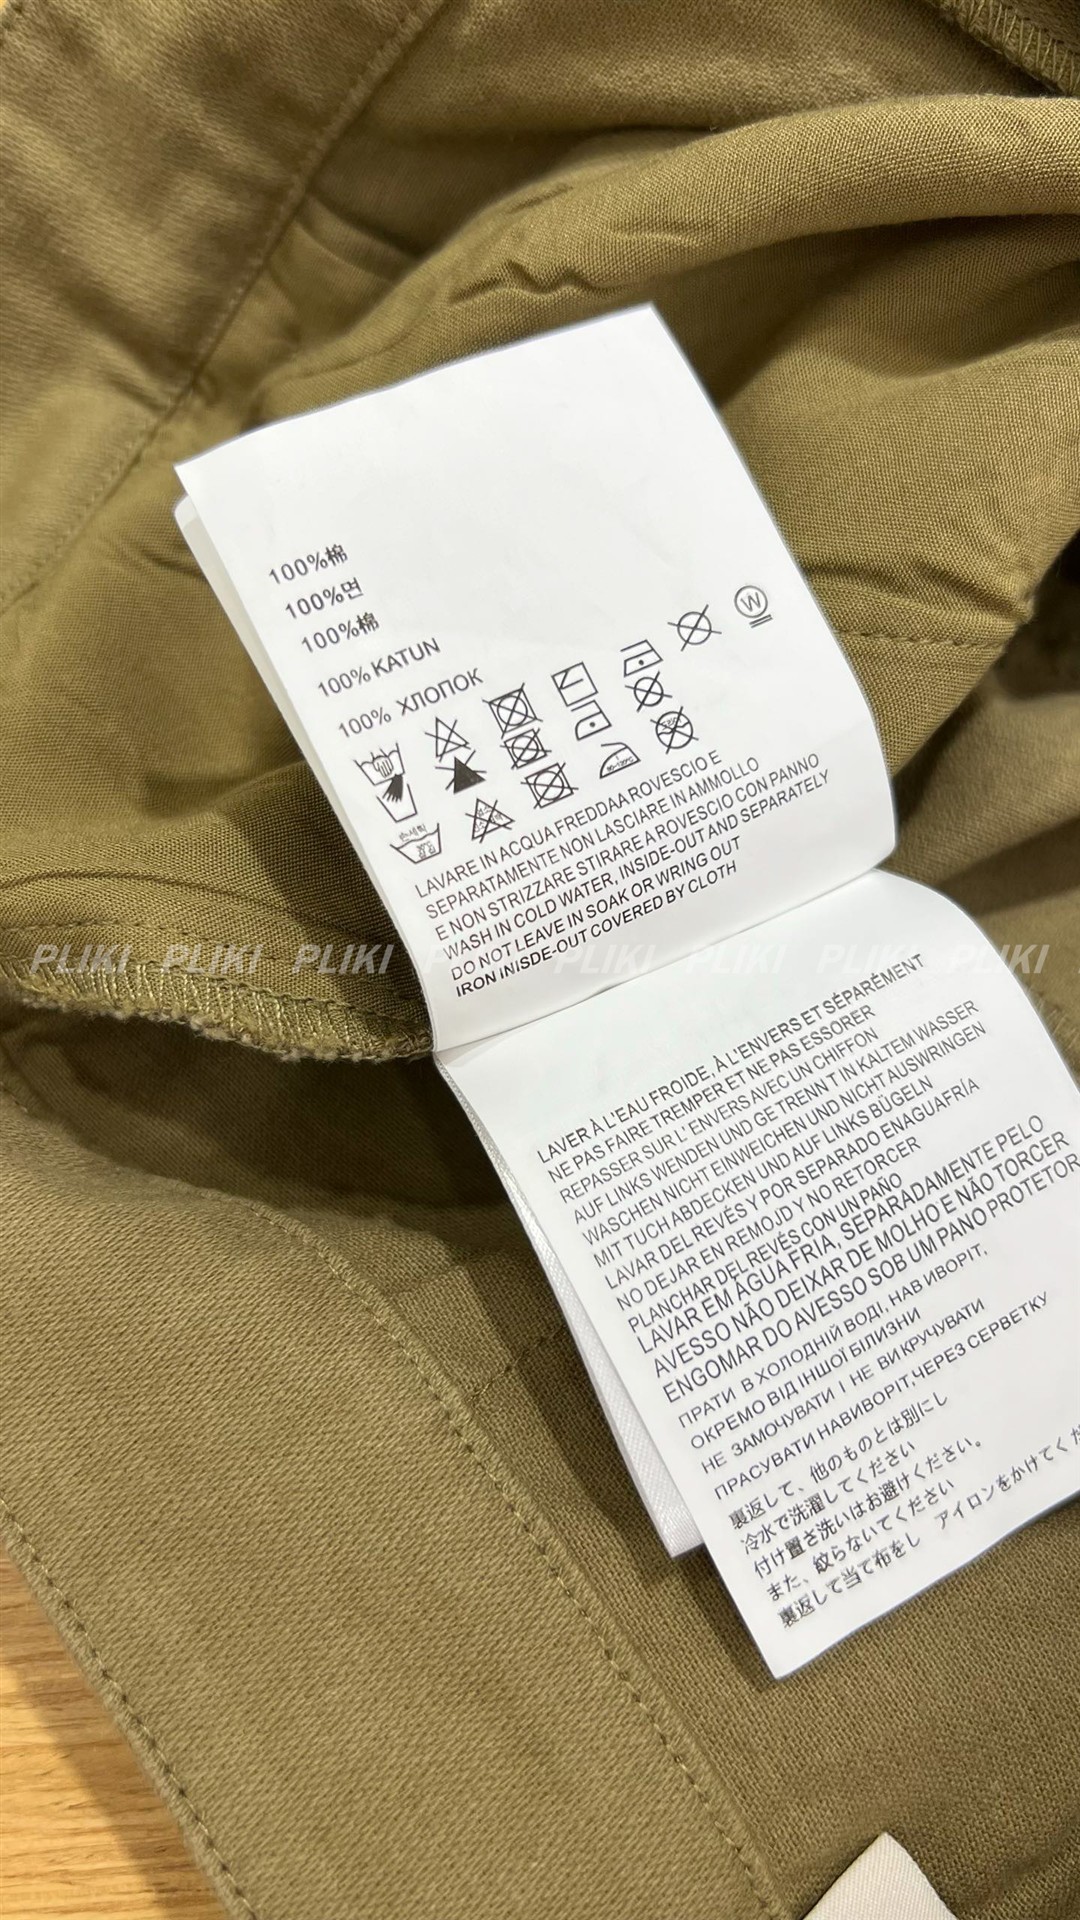 100%棉
100%면
100%棉
100% KATUN
100% ХЛОПОК
W
80-120℃
LAVARE IN ACQUA FREDDA A ROVESCIO E
SEPARATAMENTE NON LASCIARE IN AMMOLLO
E NON STRIZZARE STIRARE A ROVESCIO CON PANNO
WASH IN COLD WATER, INSIDE-OUT AND SEPARATELY
DO NOT LEAVE IN SOAK OR WRING OUT
IRON INISDE-OUT COVERED BY CLOTH
PLIKI PLIKI PLIKI PLIKI PLIKI PLIKI PLIKI PLIKI
LAVER À L'EAU FROIDE, À L'ENVERS ET SÉPARÉMENT
NE PAS FAIRE TREMPER ET NE PAS ESSORER
REPASSER SUR L'ENVERS AVEC UN CHIFFON
AUF LINKS WENDEN UND GE TRENN T IN KALTEM WASSER
WASCHEN NICHT EINWEICHEN UND NICHT AUSWRINGEN
MIT TUCH ABDECKEN UND AUF LINKS BÜGELN
LAVAR DEL REVÉS Y POR SEPARADO ENAGUAFRÍA
NO DEJAR EN REMOJD Y NO RETORCER
PLANCHAR DEL REVÉS CON UN PAÑO
LAVAR EM ÁGUA FRIA, SEPARADAMENTE PELO
AVESSO NÃO DEIXAR DE MOLHO E NÃO TORCER
ENGOMAR DO AVESSO SOB UM PANO PROTETOR
ПРАТИ В ХОЛОДНІЙ ВОДІ, НАВ ИВОРІТ,
ОКРЕМО ВІД ІНШОЇ БІЛИЗНИ
НЕ ЗАМОЧУВАТИ І НЕ ВИ КРУЧУВАТИ
ПРАСУВАТИ НАВИВОРІТ,ЧЕРЕЗ СЕРВЕТКУ
裏返して、他のものとは別にし
冷水で洗濯してください
付け置き洗いはお避けください。
また、絞らないでください
裏返して当て布をし アイロンをかけてくだ